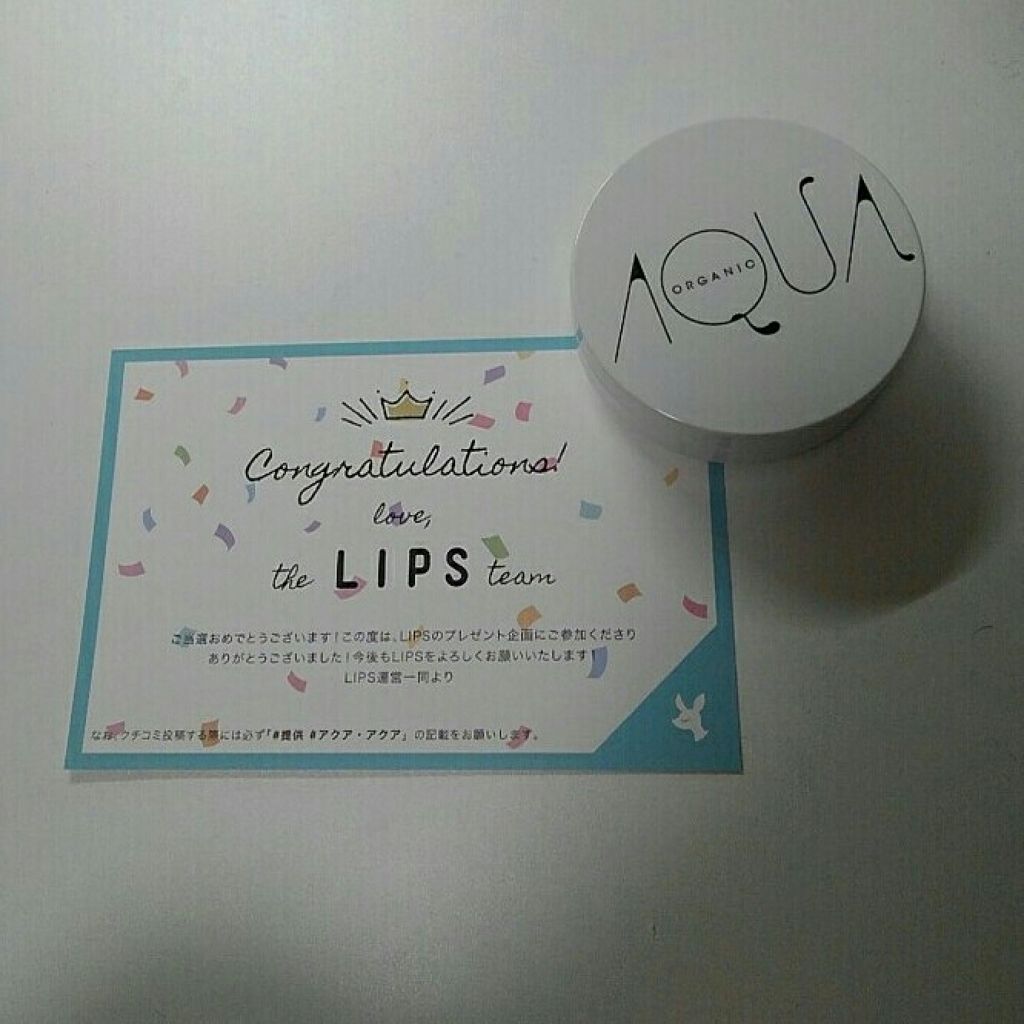 AQUA
ORGANIC
Congratulations!
love,
the LIPS team
ご当選おめでとうございます！この度は、LIPSのプレゼント企画にご参加くださり
ありがとうございました！今後もLIPSをよろしくお願いいたします！
LIPS運営一同より
なお、クチコミ投稿する際には必ず「#提供 #アクア・アクア」の記載をお願いします。